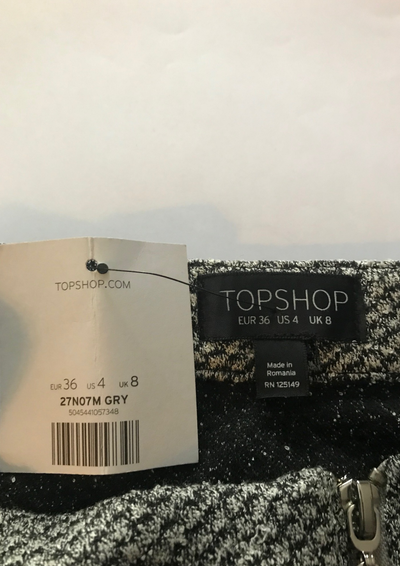 TOPSHOP.COM
EUR 36 US 4 UK 8
27N07M GRY
5045441057348
TOPSHOP
EUR 36 US 4 UK 8
Made in
Romania
RN 125149